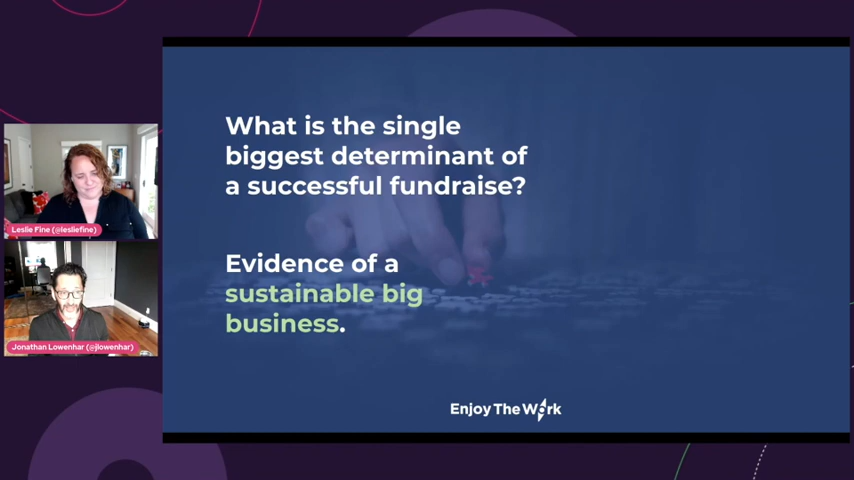 What is the single
biggest determinant of
a successful fundraise?
Evidence of a
sustainable big
business.
Enjoy The Work
Leslie Fine (@lesliefine)
Jonathan Lowenhar (@jlowenhar)